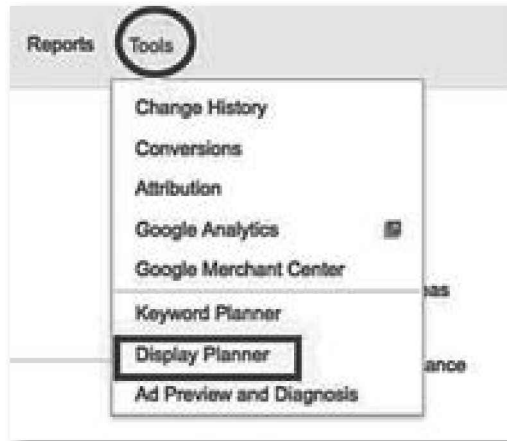 Reports Tools
Change History
Conversions
Attribution
Google Analytics
Google Merchant Center
Keyword Planner
Display Planner
ance
Ad Preview and Diagnosis